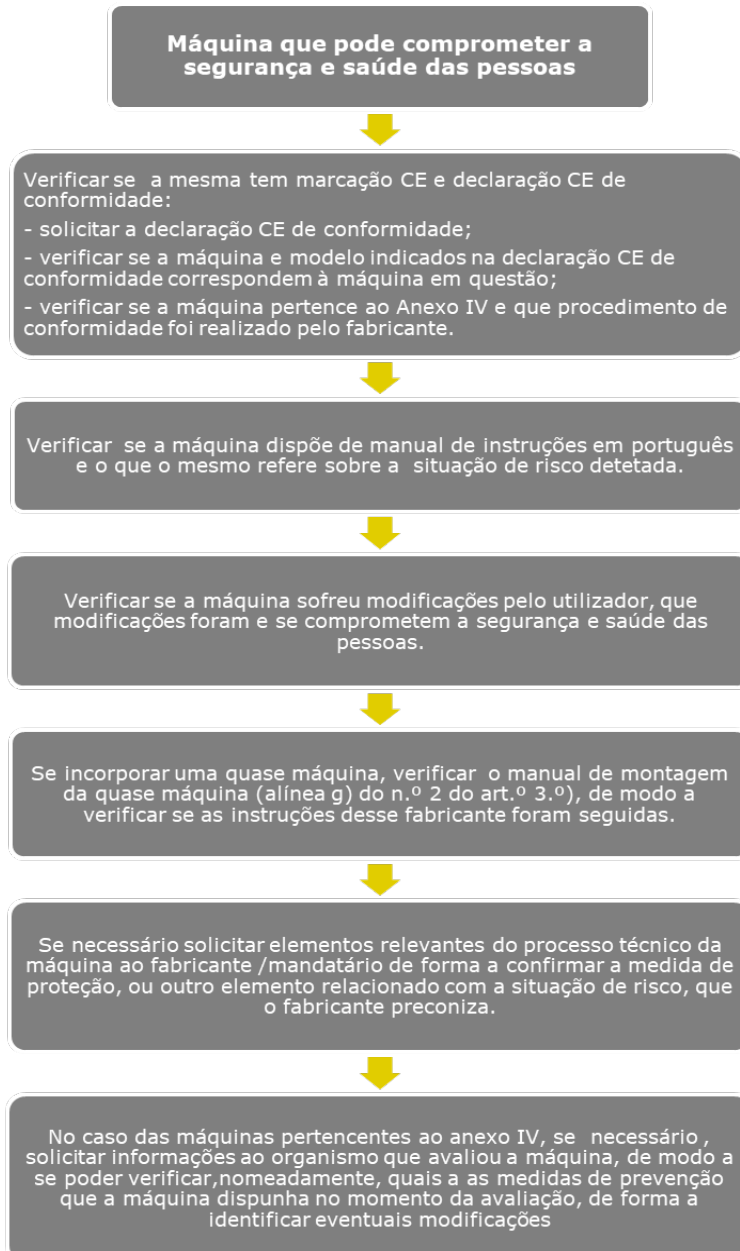 Máquina que pode comprometer a
segurança e saúde das pessoas
Verificar se a mesma tem marcação CE e declaração CE de
conformidade:
- solicitar a declaração CE de conformidade;
- verificar se a máquina e modelo indicados na declaração CE de
conformidade correspondem à máquina em questão;
- verificar se a máquina pertence ao Anexo IV e que procedimento de
conformidade foi realizado pelo fabricante.
Verificar se a máquina dispõe de manual de instruções em português
e o que o mesmo refere sobre a situação de risco detetada.
Verificar se a máquina sofreu modificações pelo utilizador, que
modificações foram e se comprometem a segurança e saúde das
pessoas.
Se incorporar uma quase máquina, verificar o manual de montagem
da quase máquina (alínea g) do n.º 2 do art.º 3.º), de modo a
verificar se as instruções desse fabricante foram seguidas.
Se necessário solicitar elementos relevantes do processo técnico da
máquina ao fabricante /mandatário de forma a confirmar a medida de
proteção, ou outro elemento relacionado com a situação de risco, que
o fabricante preconiza.
No caso das máquinas pertencentes ao anexo IV, se necessário ,
solicitar informações ao organismo que avaliou a máquina, de modo a
se poder verificar,nomeadamente, quais a as medidas de prevenção
que a máquina dispunha no momento da avaliação, de forma a
identificar eventuais modificações